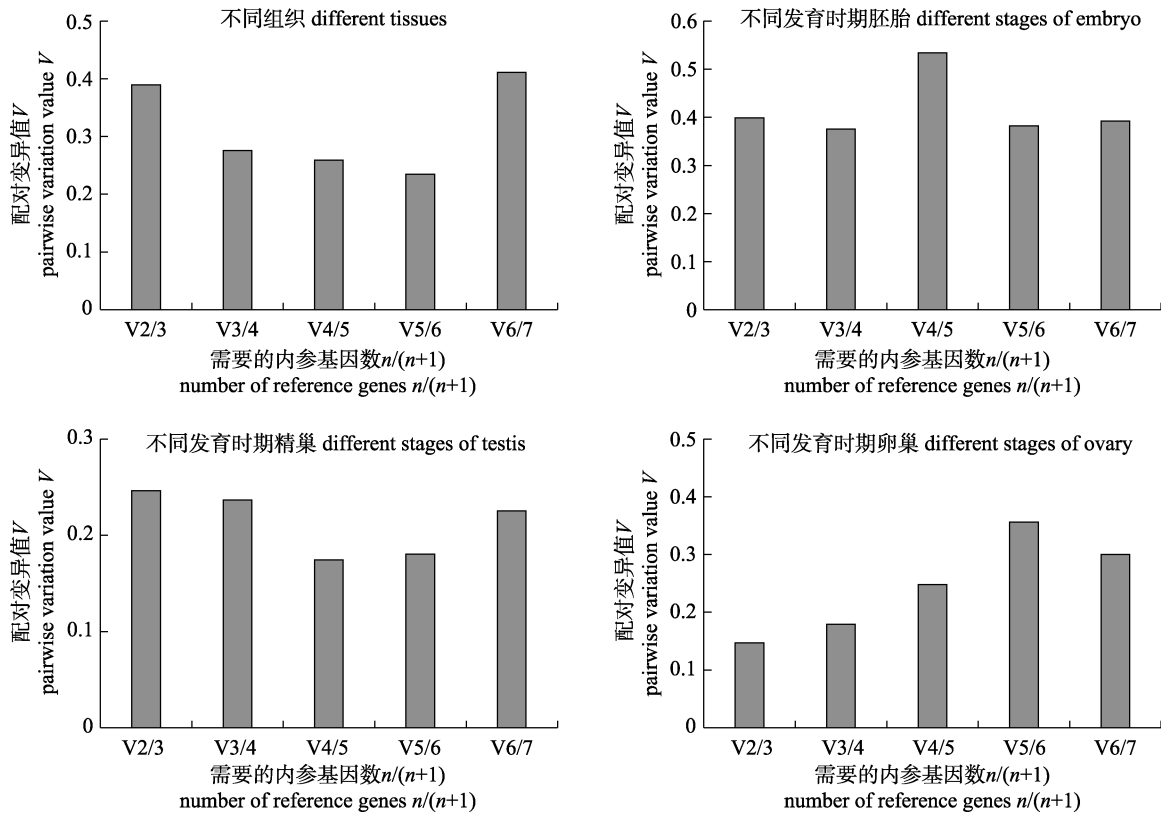 不同组织 different tissues
配对变异值V
pairwise variation value V
0.5
0.4
0.3
0.2
0.1
0
V2/3 V3/4 V4/5 V5/6 V6/7
需要的内参基因数n/(n+1)
number of reference genes n/(n+1)
不同发育时期胚胎 different stages of embryo
配对变异值V
pairwise variation value V
0.6
0.5
0.4
0.3
0.2
0.1
0
V2/3 V3/4 V4/5 V5/6 V6/7
需要的内参基因数n/(n+1)
number of reference genes n/(n+1)
不同发育时期精巢 different stages of testis
配对变异值V
pairwise variation value V
0.3
0.2
0.1
0
V2/3 V3/4 V4/5 V5/6 V6/7
需要的内参基因数n/(n+1)
number of reference genes n/(n+1)
不同发育时期卵巢 different stages of ovary
配对变异值V
pairwise variation value V
0.5
0.4
0.3
0.2
0.1
0
V2/3 V3/4 V4/5 V5/6 V6/7
需要的内参基因数n/(n+1)
number of reference genes n/(n+1)